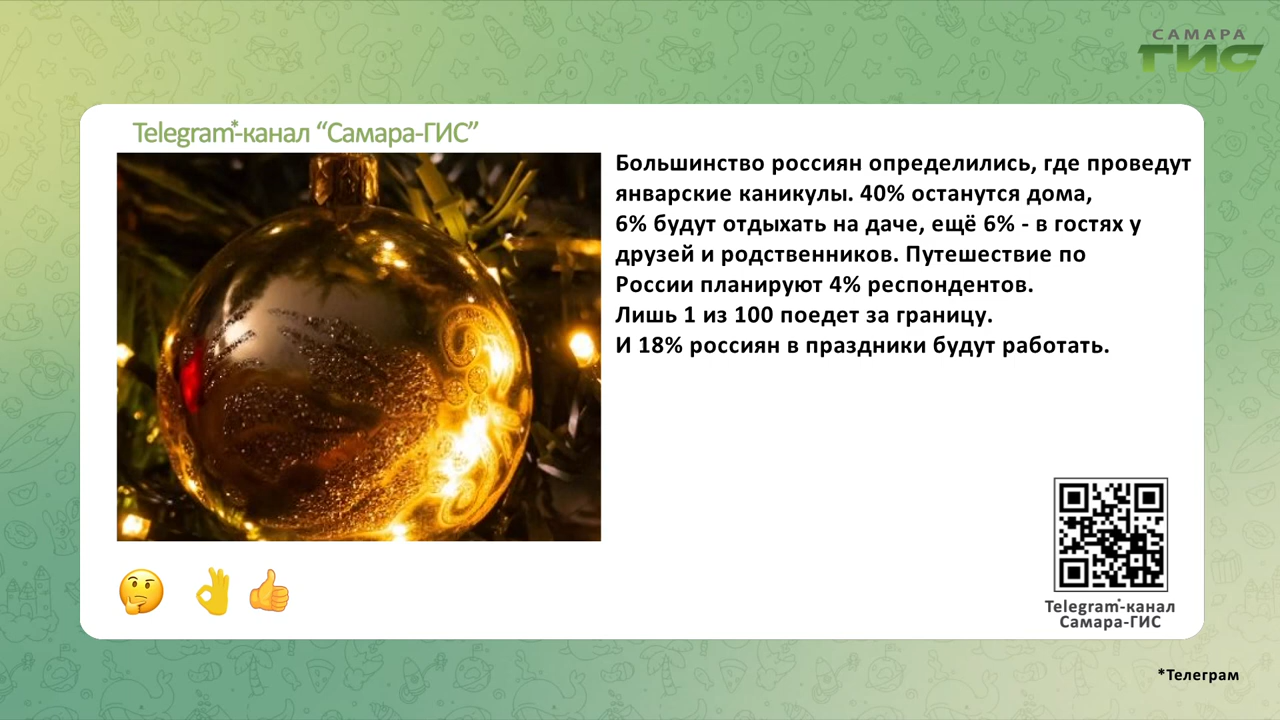 САМАРА
ГИС
Telegram*-канал “Самара-ГИС”
Большинство россиян определились, где проведут
январские каникулы. 40% останутся дома,
6% будут отдыхать на даче, ещё 6% - в гостях у
друзей и родственников. Путешествие по
России планируют 4% респондентов.
Лишь 1 из 100 поедет за границу.
И 18% россиян в праздники будут работать.
Telegram*-канал
Самара-ГИС
*Телеграм